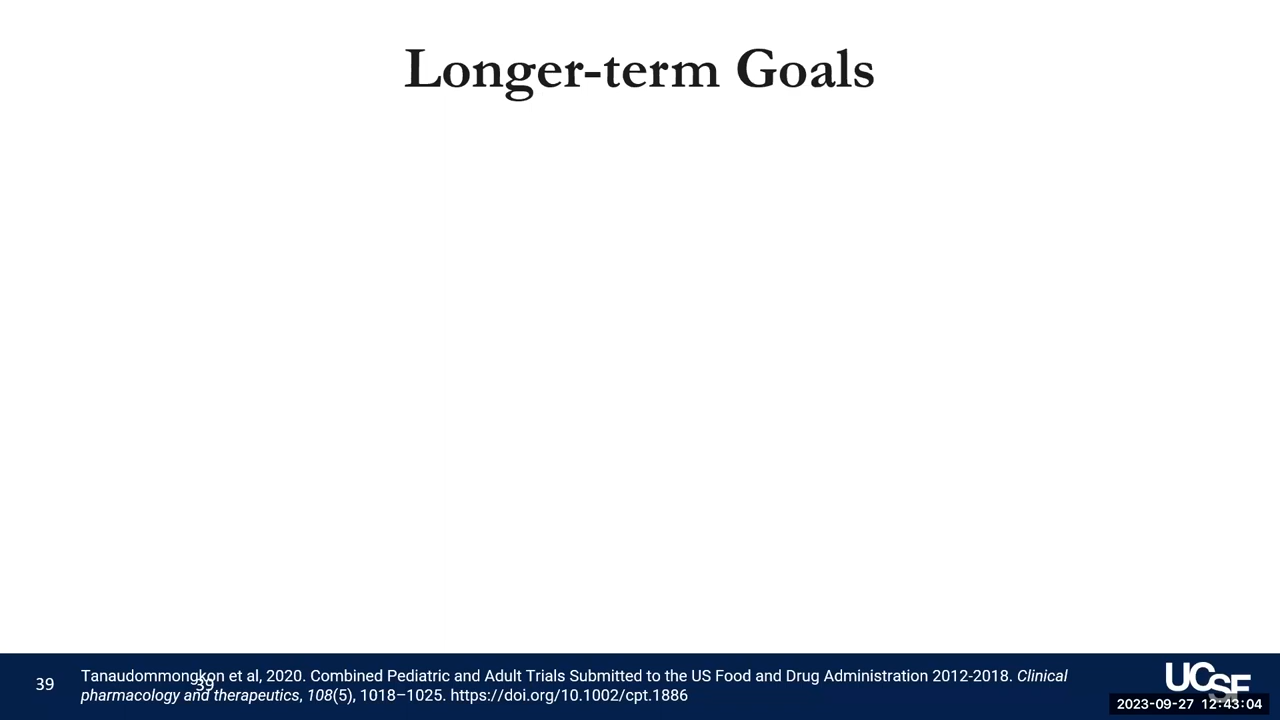 Longer-term Goals
39
39
Tanaudommongkon et al, 2020. Combined Pediatric and Adult Trials Submitted to the US Food and Drug Administration 2012-2018. Clinical
pharmacology and therapeutics, 108(5), 1018–1025. https://doi.org/10.1002/cpt.1886
UCSF
2023-09-27 12:43:04